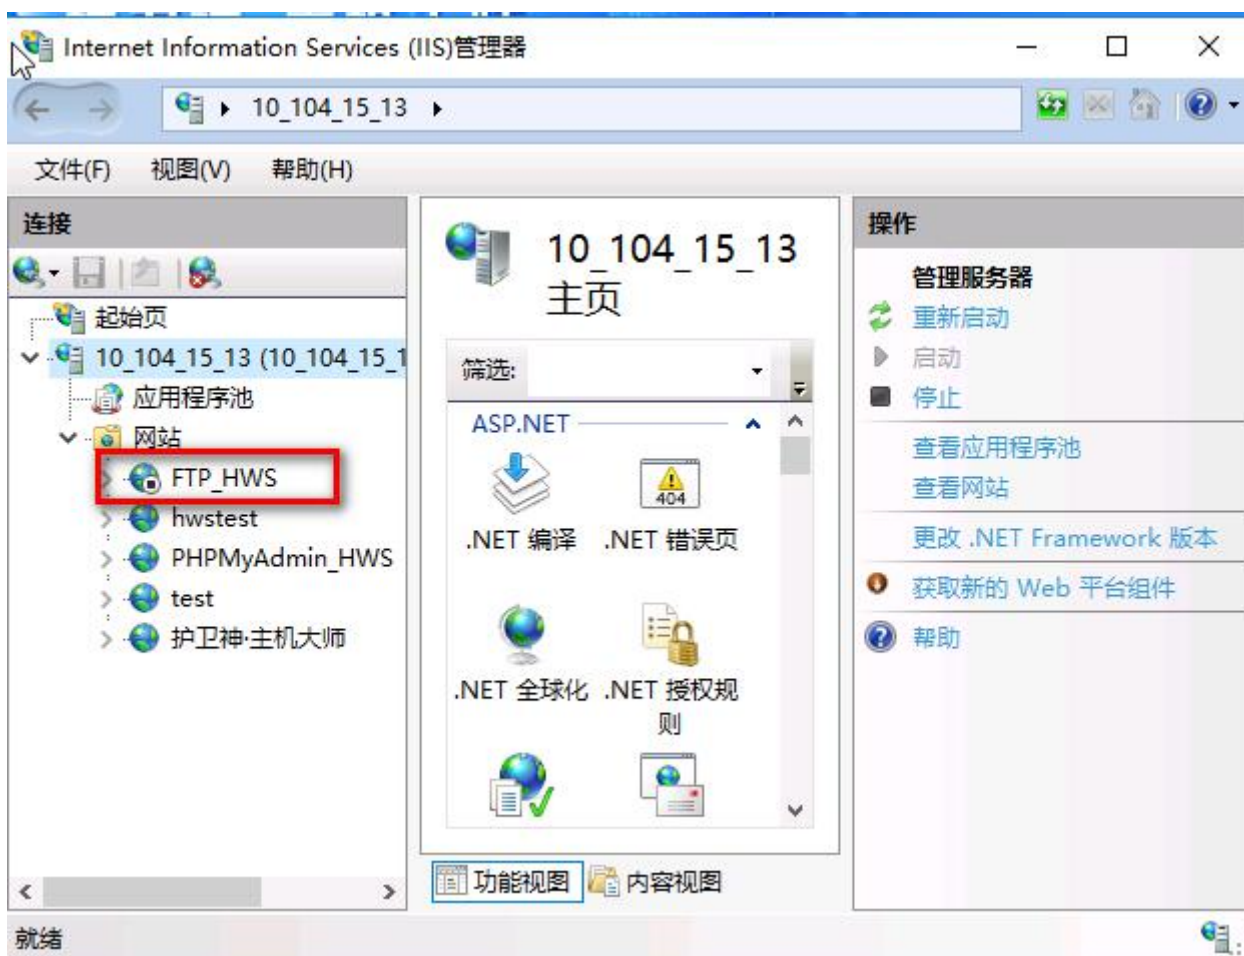 Internet Information Services (IIS)管理器
10_104_15_13
文件(F) 视图(V) 帮助(H)
连接
起始页
10_104_15_13 (10_104_15_1
应用程序池
网站
FTP_HWS
hwstest
PHPMyAdmin_HWS
test
护卫神·主机大师
10_104_15_13
主页
筛选:
ASP.NET
404
.NET 编译 .NET 错误页
.NET 全球化 .NET 授权规
则
功能视图 内容视图
操作
管理服务器
重新启动
启动
停止
查看应用程序池
查看网站
更改 .NET Framework 版本
获取新的 Web 平台组件
帮助
就绪